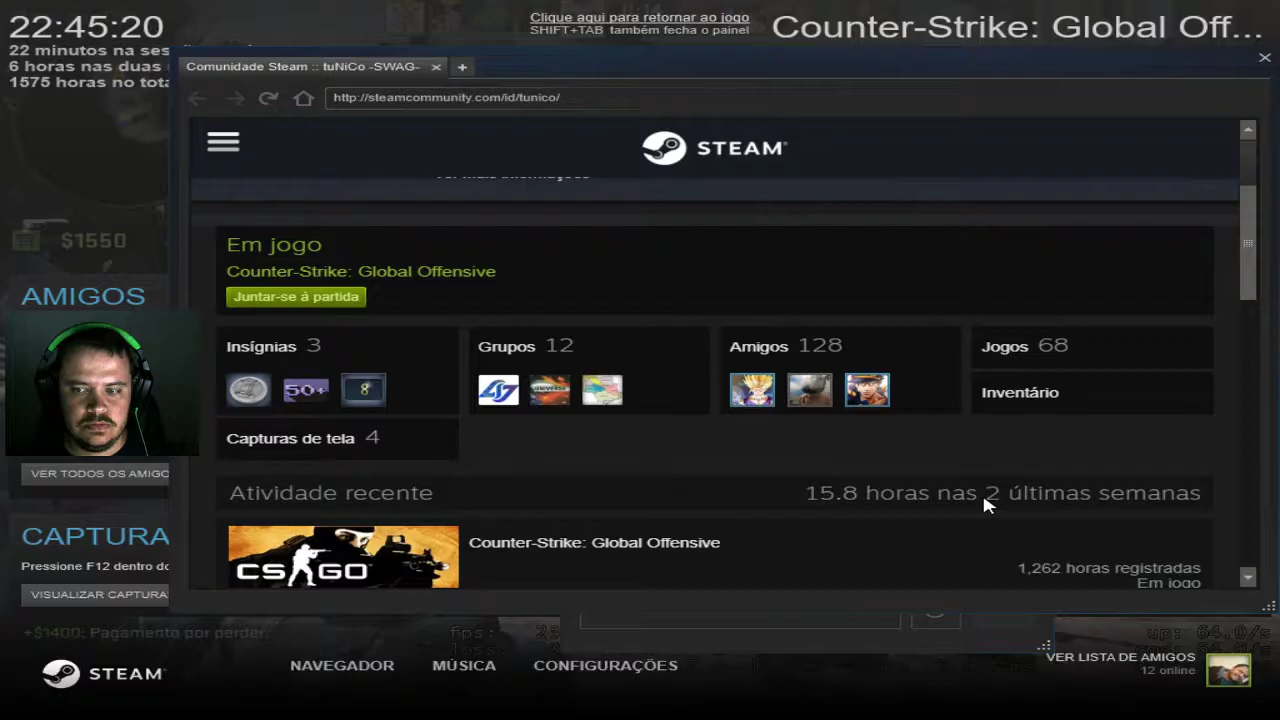 22:45:20
22 minutos na ses
6 horas nas duas
1575 horas no tota
Clique aqui para retornar ao jogo
SHIFT+TAB também fecha o painel
Counter-Strike: Global Off...
Comunidade Steam :: tuNiCo -SWAG-
http://steamcommunity.com/id/tunico/
STEAM
Em jogo
Counter-Strike: Global Offensive
Juntar-se à partida
Insígnias 3
50+
8
Grupos 12
Amigos 128
Jogos 68
Inventário
Capturas de tela 4
Atividade recente
15.8 horas nas 2 últimas semanas
CS GO
Counter-Strike: Global Offensive
1,262 horas registradas
Em jogo
$1550
AMIGOS
VER TODOS OS AMIGO
CAPTURA
Pressione F12 dentro do
VISUALIZAR CAPTURA
+$1400: Pagamento por perder.
fps: 23
loss:
up: 64.0/s
64.0/s
STEAM
NAVEGADOR
MÚSICA
CONFIGURAÇÕES
VER LISTA DE AMIGOS
12 online